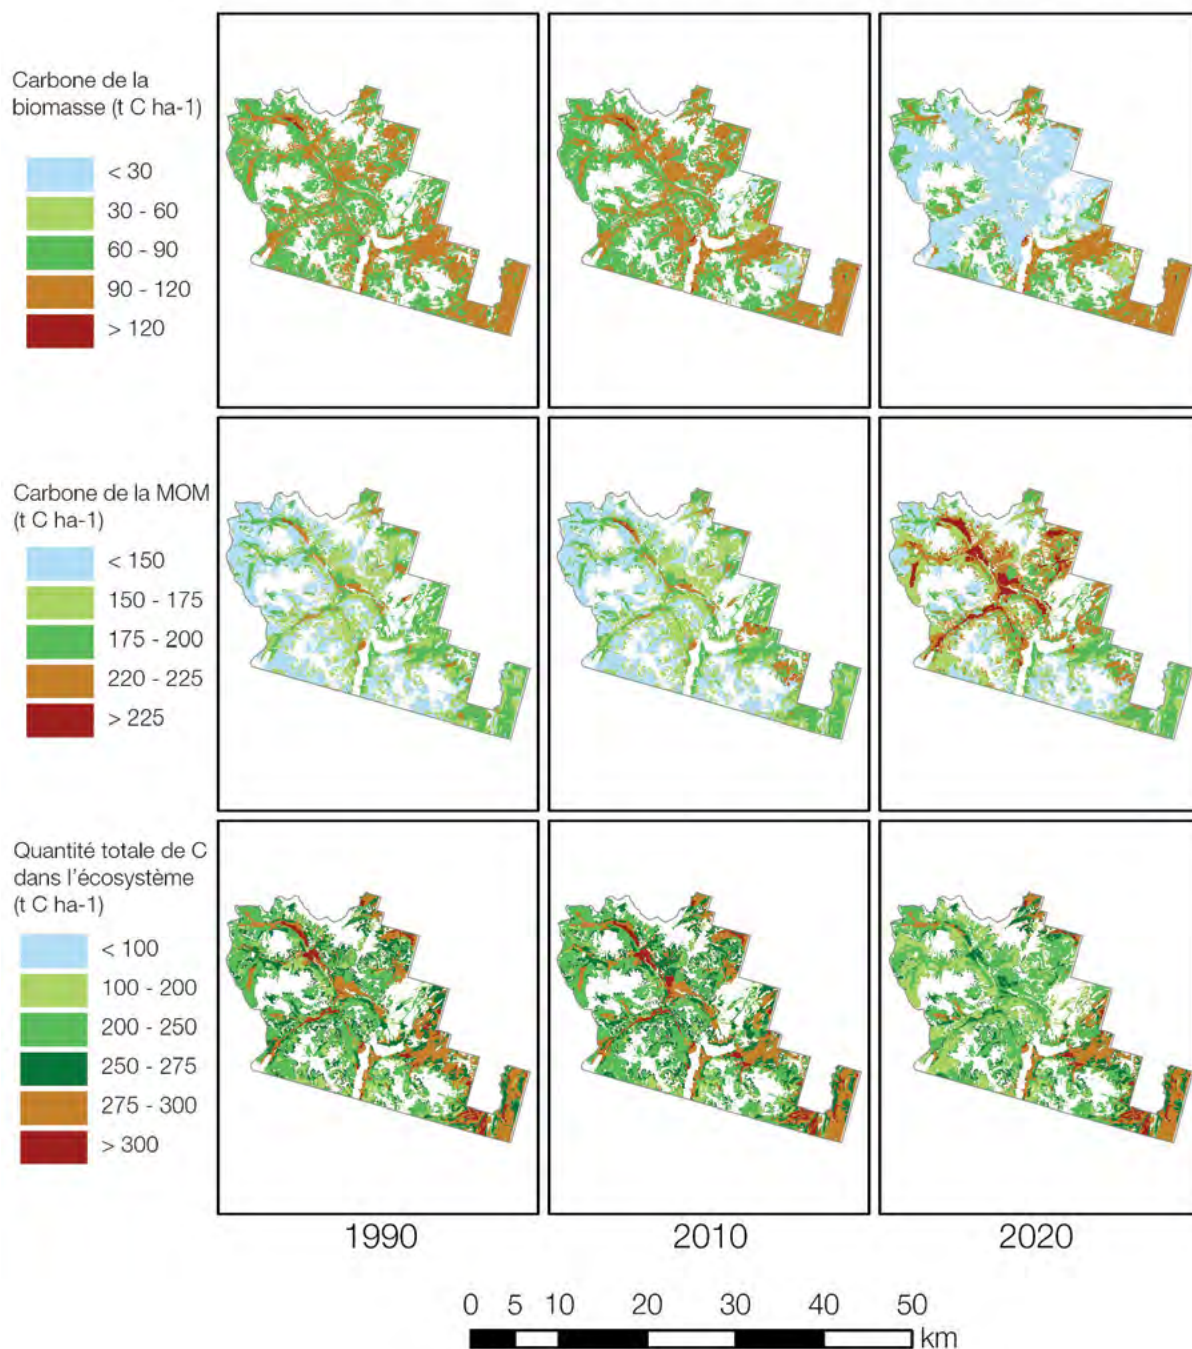 Carbone de la
biomasse (t C ha-1)
< 30
30 - 60
60 - 90
90 - 120
> 120
Carbone de la MOM
(t C ha-1)
< 150
150 - 175
175 - 200
220 - 225
> 225
Quantité totale de C
dans l'écosystème
(t C ha-1)
< 100
100 - 200
200 - 250
250 - 275
275 - 300
> 300
1990
2010
2020
0 5 10 20 30 40 50
km